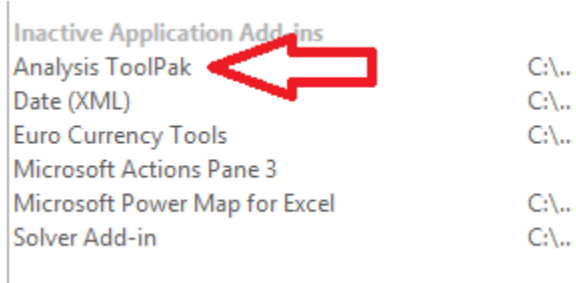 Inactive Application Add-ins
Analysis ToolPak C:\..
Date (XML) C:\..
Euro Currency Tools C:\..
Microsoft Actions Pane 3
Microsoft Power Map for Excel C:\..
Solver Add-in C:\..